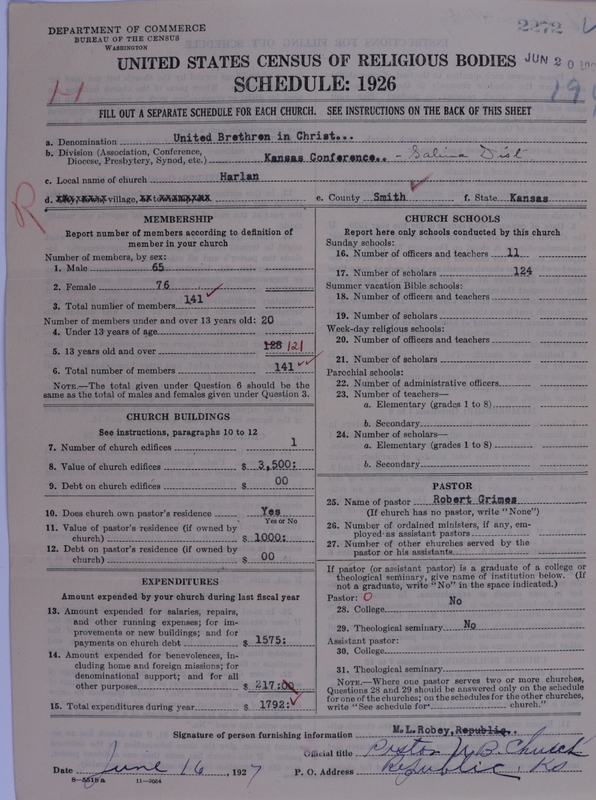 DEPARTMENT OF COMMERCE
BUREAU OF THE CENSUS
WASHINGTON
2272
UNITED STATES CENSUS OF RELIGIOUS BODIES
JUN 20
SCHEDULE: 1926
H
FILL OUT A SEPARATE SCHEDULE FOR EACH CHURCH. SEE INSTRUCTIONS ON THE BACK OF THIS SHEET
a. Denomination United Brethren in Christ...
b. Division (Association, Conference, Diocese, Presbytery, Synod, etc.) Kansas Conference.. - Salina Dist
c. Local name of church Harlan
d. village,
e. County Smith ✓ f. State Kansas
R
MEMBERSHIP
Report number of members according to definition of member in your church
Number of members, by sex:
1. Male 65
2. Female 76
3. Total number of members 141 ✓
Number of members under and over 13 years old: 20
4. Under 13 years of age
5. 13 years old and over 128 121
6. Total number of members 141 ✓✓
NOTE.—The total given under Question 6 should be the same as the total of males and females given under Question 3.
CHURCH BUILDINGS
See instructions, paragraphs 10 to 12
7. Number of church edifices 1
8. Value of church edifices $ 3,500:
9. Debt on church edifices $ 00
10. Does church own pastor's residence Yes
Yes or No
11. Value of pastor's residence (if owned by church) $ 1000:
12. Debt on pastor's residence (if owned by church) $ 00
EXPENDITURES
Amount expended by your church during last fiscal year
13. Amount expended for salaries, repairs, and other running expenses; for improvements or new buildings; and for payments on church debt $ 1575:
14. Amount expended for benevolences, including home and foreign missions; for denominational support; and for all other purposes $ 217:00
15. Total expenditures during year $ 1792: ✓
CHURCH SCHOOLS
Report here only schools conducted by this church
Sunday schools:
16. Number of officers and teachers 11
17. Number of scholars 124
Summer vacation Bible schools:
18. Number of officers and teachers
19. Number of scholars
Week-day religious schools:
20. Number of officers and teachers
21. Number of scholars
Parochial schools:
22. Number of administrative officers
23. Number of teachers—
a. Elementary (grades 1 to 8)
b. Secondary
24. Number of scholars—
a. Elementary (grades 1 to 8)
b. Secondary
PASTOR
25. Name of pastor Robert Grimes
(If church has no pastor, write "None")
26. Number of ordained ministers, if any, employed as assistant pastors
27. Number of other churches served by the pastor or his assistants
If pastor (or assistant pastor) is a graduate of a college or theological seminary, give name of institution below. (If not a graduate, write "No" in the space indicated.)
Pastor: 0
28. College No
29. Theological seminary No
Assistant pastor:
30. College
31. Theological seminary
NOTE.—Where one pastor serves two or more churches, Questions 28 and 29 should be answered only on the schedule for one of the churches; on the schedules for the other churches, write "See schedule for church."
Signature of person furnishing information M.L.Robey, Republic..
Official title Pastor U.B. Church
Date June 16, 1927 P. O. Address Republic, Ks
8—551B a 11—2024